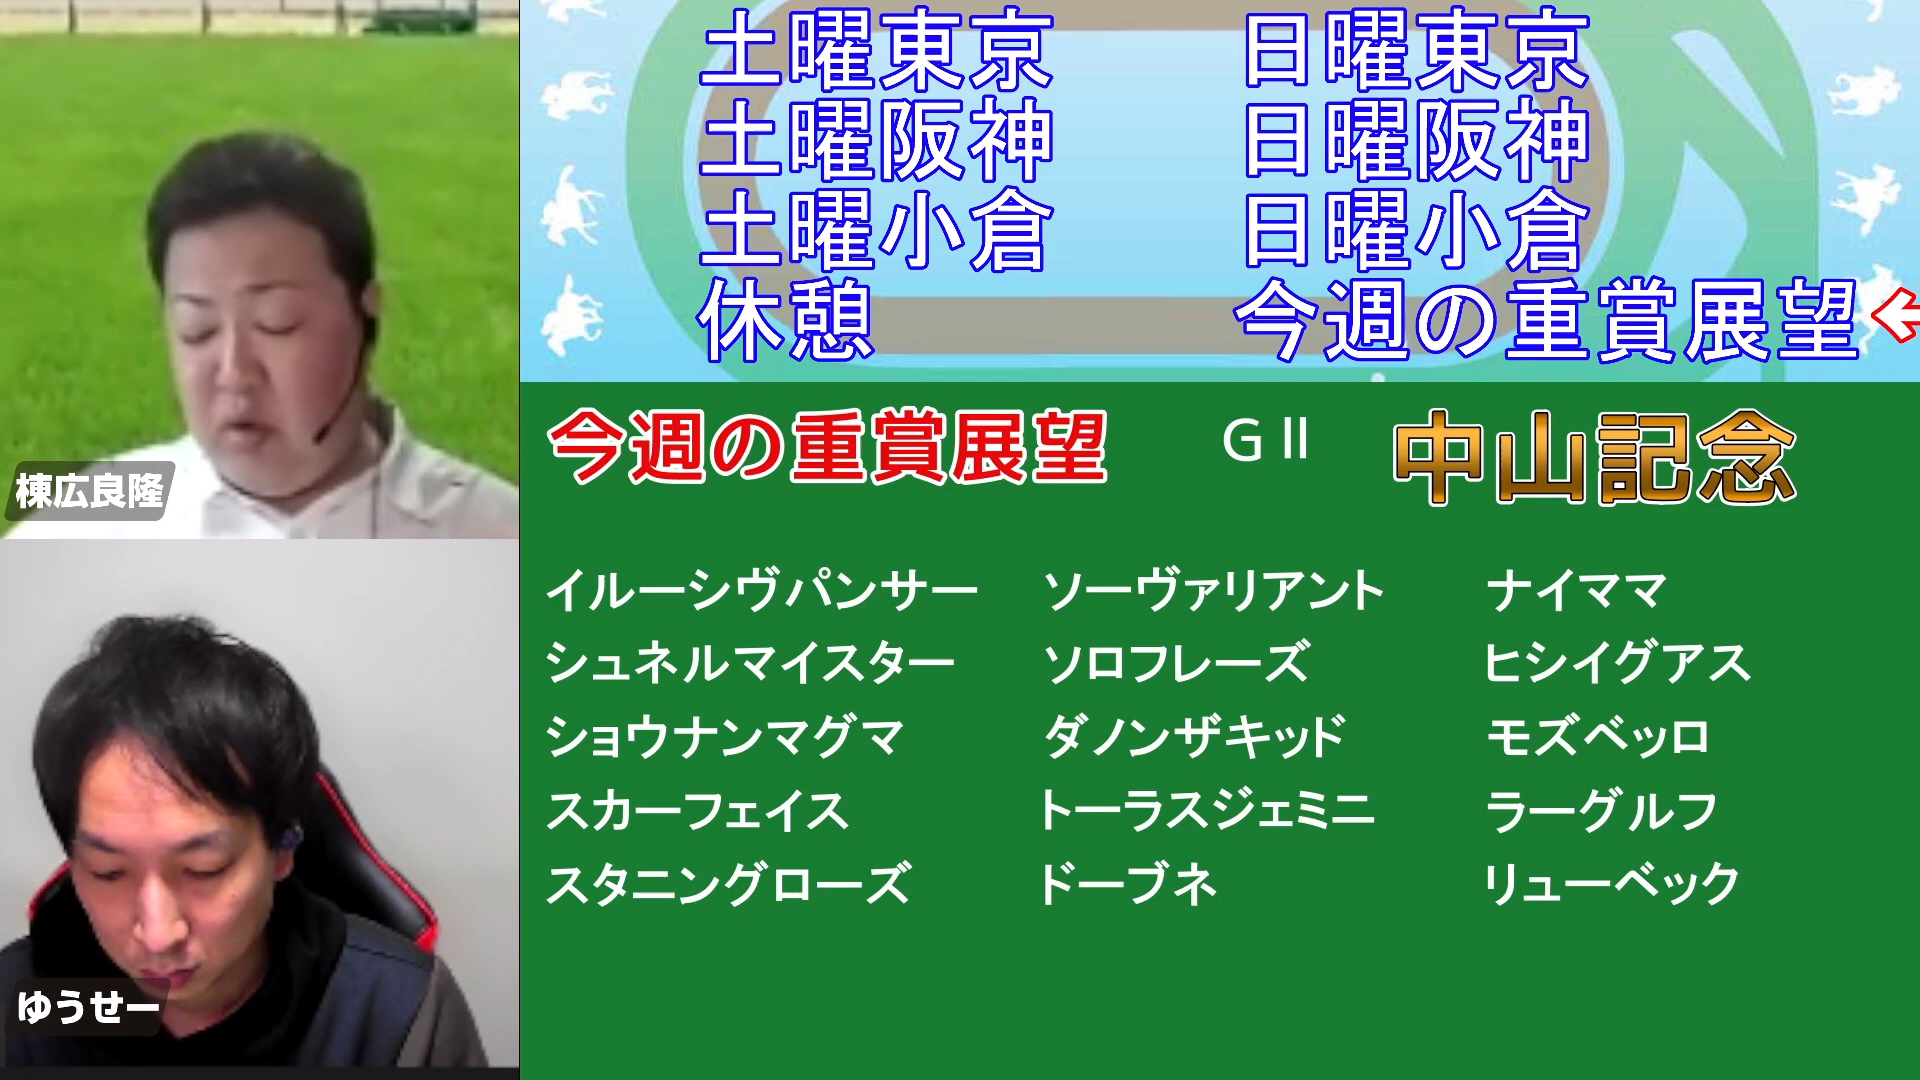 土曜東京 日曜東京
土曜阪神 日曜阪神
土曜小倉 日曜小倉
休憩 今週の重賞展望←
今週の重賞展望 GⅡ 中山記念
イルーシヴパンサー ソーヴァリアント ナイママ
シュネルマイスター ソロフレーズ ヒシイグアス
ショウナンマグマ ダノンザキッド モズベッロ
スカーフェイス トーラスジェミニ ラーグルフ
スタニングローズ ドーブネ リューベック
棟広良隆
ゆうせー